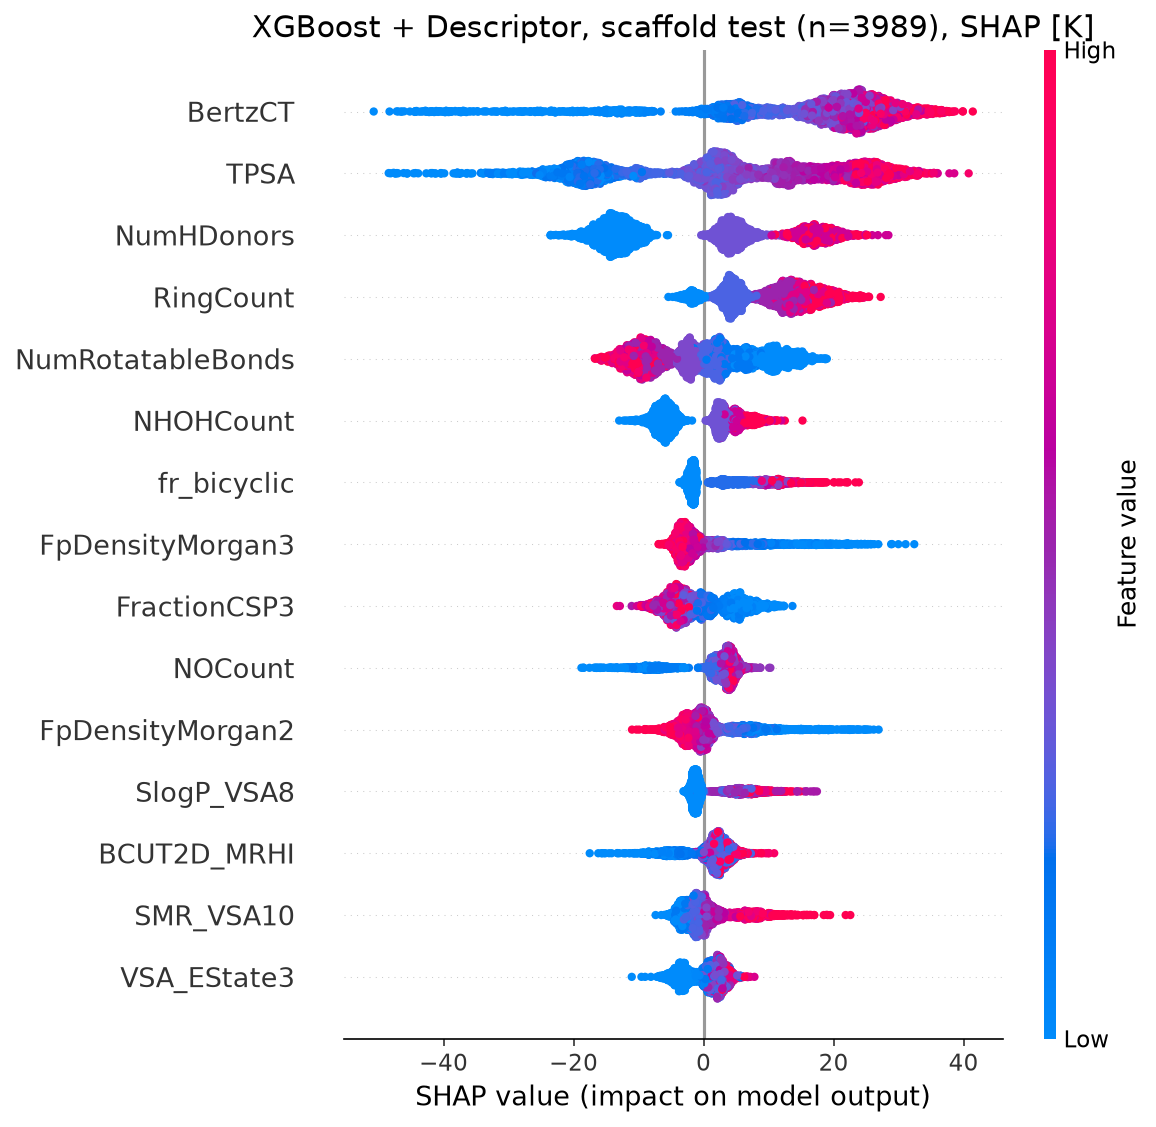 XGBoost + Descriptor, scaffold test (n=3989), SHAP [K]
High
BertzCT
TPSA
NumHDonors
RingCount
NumRotatableBonds
NHOHCount
fr_bicyclic
FpDensityMorgan3
FractionCSP3
NOCount
FpDensityMorgan2
SlogP_VSA8
BCUT2D_MRHI
SMR_VSA10
VSA_EState3
Feature value
Low
−40 −20 0 20 40
SHAP value (impact on model output)